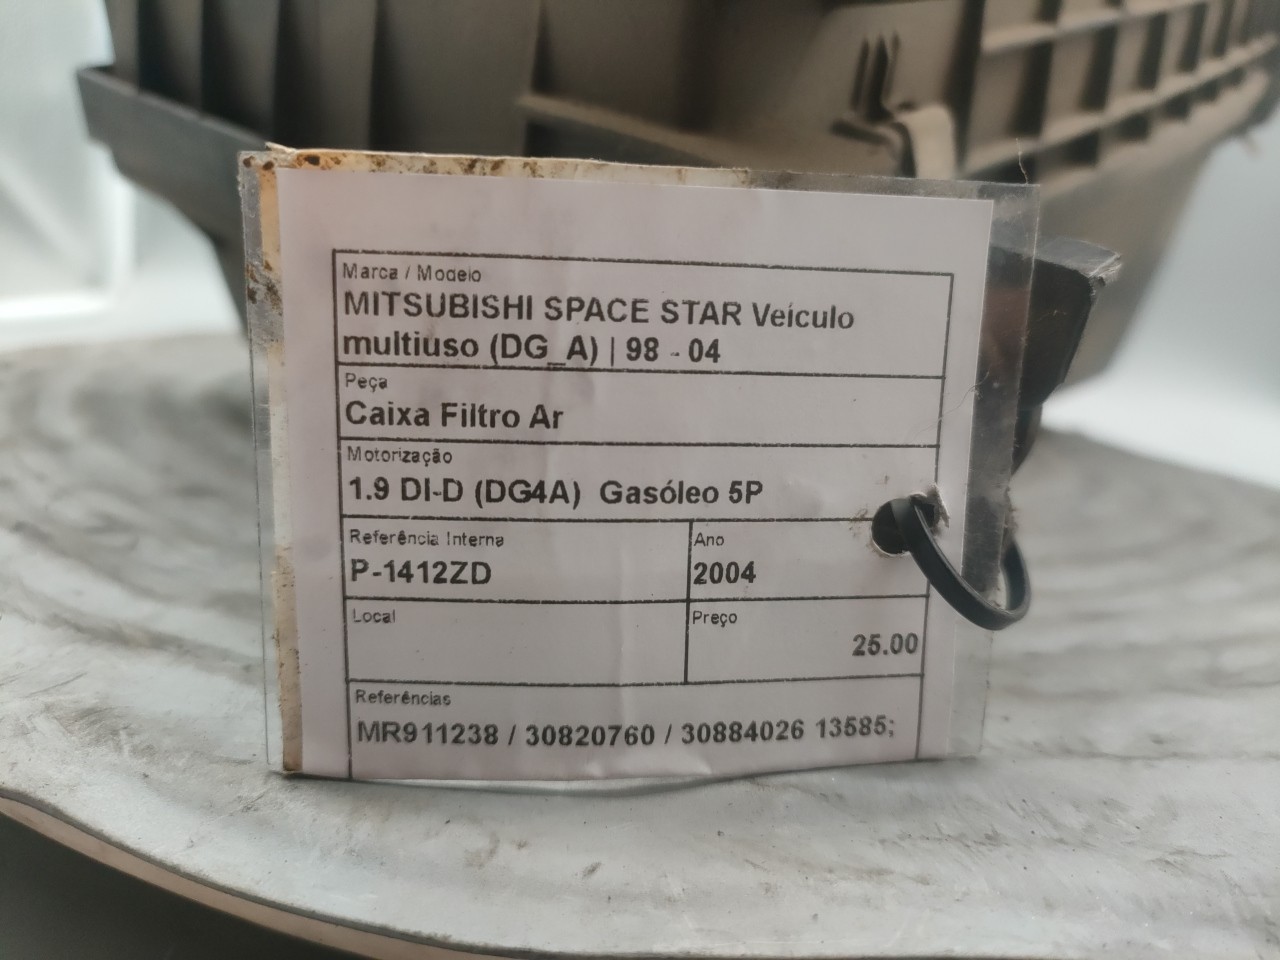 Marca / Modelo
MITSUBISHI SPACE STAR Veículo
multiuso (DG_A) | 98 - 04
Peça
Caixa Filtro Ar
Motorização
1.9 DI-D (DG4A) Gasóleo 5P
Referência Interna
P-1412ZD
Ano
2004
Local
Preço
25.00
Referências
MR911238 / 30820760 / 30884026 13585;